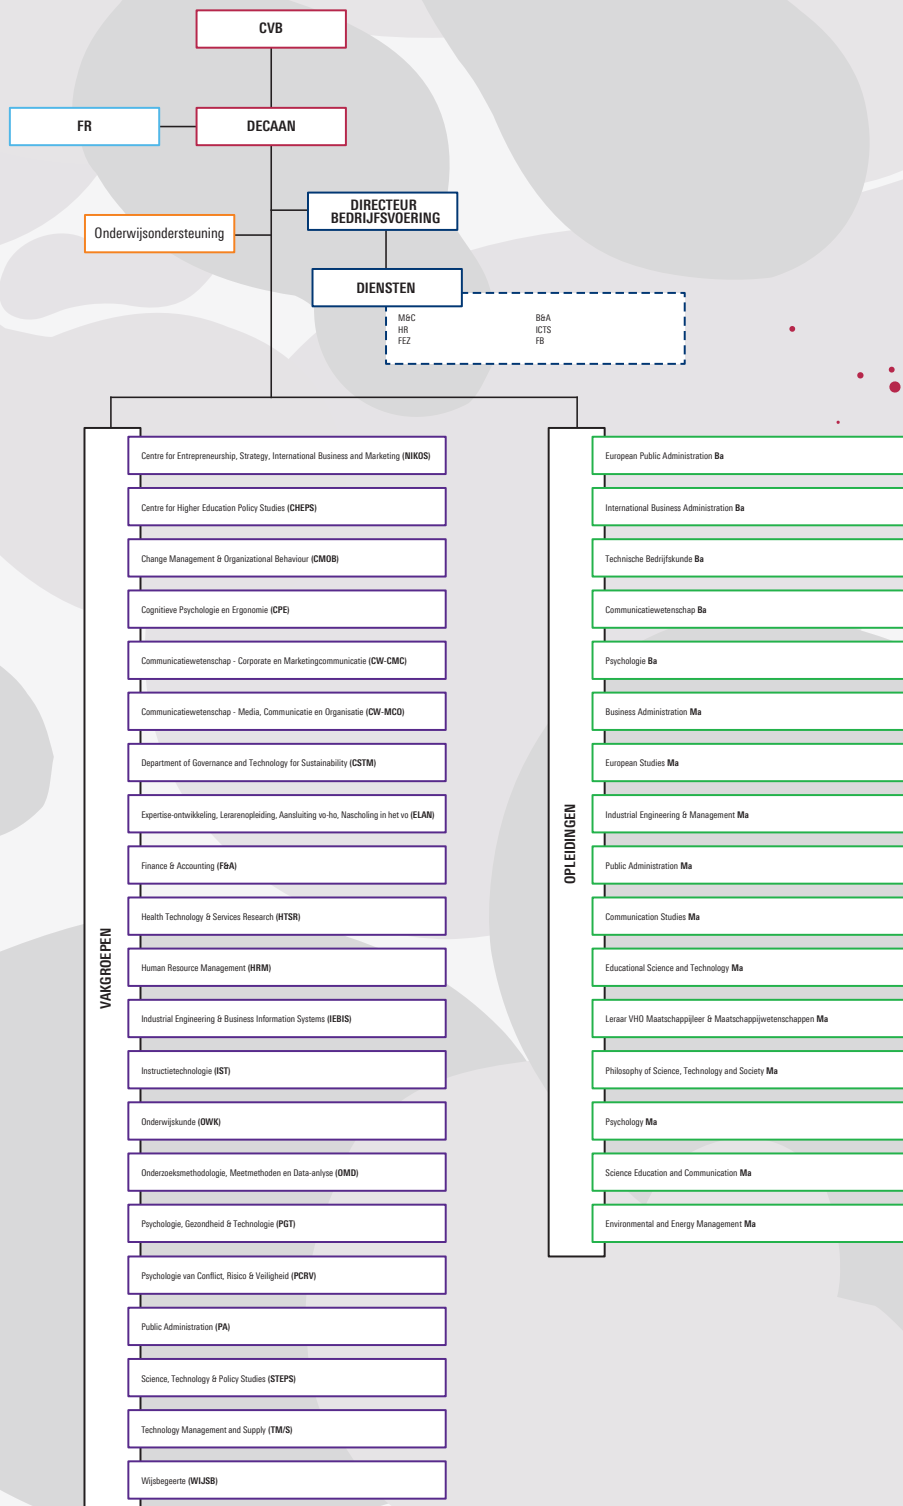 CVB
FR
DECAAN
DIRECTEUR
BEDRIJFSVOERING
Onderwijsondersteuning
DIENSTEN
M&C
HR
FEZ
B&A
ICTS
FB
VAKGROEPEN
Centre for Entrepreneurship, Strategy, International Business and Marketing (NIKOS)
Centre for Higher Education Policy Studies (CHEPS)
Change Management & Organizational Behaviour (CMOB)
Cognitieve Psychologie en Ergonomie (CPE)
Communicatiewetenschap - Corporate en Marketingcommunicatie (CW-CMC)
Communicatiewetenschap - Media, Communicatie en Organisatie (CW-MCO)
Department of Governance and Technology for Sustainability (CSTM)
Expertise-ontwikkeling, Lerarenopleiding, Aansluiting vo-ho, Nascholing in het vo (ELAN)
Finance & Accounting (F&A)
Health Technology & Services Research (HTSR)
Human Resource Management (HRM)
Industrial Engineering & Business Information Systems (IEBIS)
Instructietechnologie (IST)
Onderwijskunde (OWK)
Onderzoeksmethodologie, Meetmethoden en Data-anlyse (OMD)
Psychologie, Gezondheid & Technologie (PGT)
Psychologie van Conflict, Risico & Veiligheid (PCRV)
Public Administration (PA)
Science, Technology & Policy Studies (STEPS)
Technology Management and Supply (TM/S)
Wijsbegeerte (WIJSB)
OPLEIDINGEN
European Public Administration Ba
International Business Administration Ba
Technische Bedrijfskunde Ba
Communicatiewetenschap Ba
Psychologie Ba
Business Administration Ma
European Studies Ma
Industrial Engineering & Management Ma
Public Administration Ma
Communication Studies Ma
Educational Science and Technology Ma
Leraar VHO Maatschappijleer & Maatschappijwetenschappen Ma
Philosophy of Science, Technology and Society Ma
Psychology Ma
Science Education and Communication Ma
Environmental and Energy Management Ma